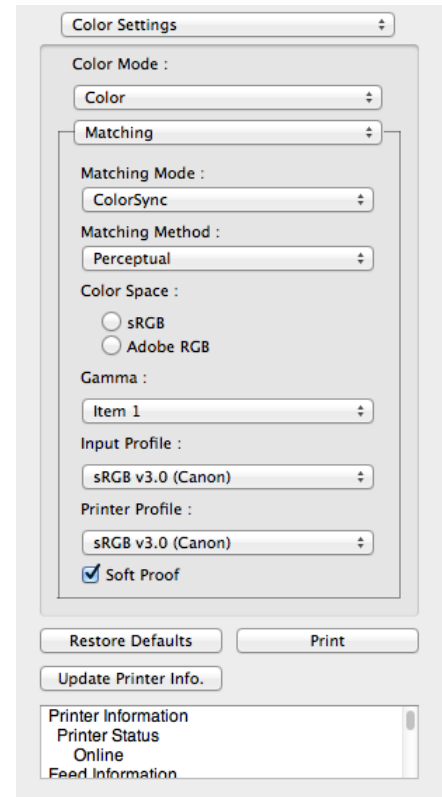 Color Settings
Color Mode :
Color
Matching
Matching Mode :
ColorSync
Matching Method :
Perceptual
Color Space :
sRGB
Adobe RGB
Gamma :
Item 1
Input Profile :
sRGB v3.0 (Canon)
Printer Profile :
sRGB v3.0 (Canon)
Soft Proof
Restore Defaults Print
Update Printer Info.
Printer Information
Printer Status
Online
Feed Information